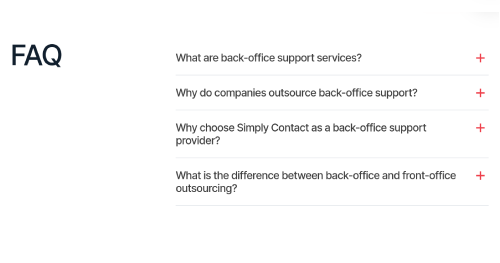 FAQ
What are back-office support services?
Why do companies outsource back-office support?
Why choose Simply Contact as a back-office support
provider?
What is the difference between back-office and front-office
outsourcing?